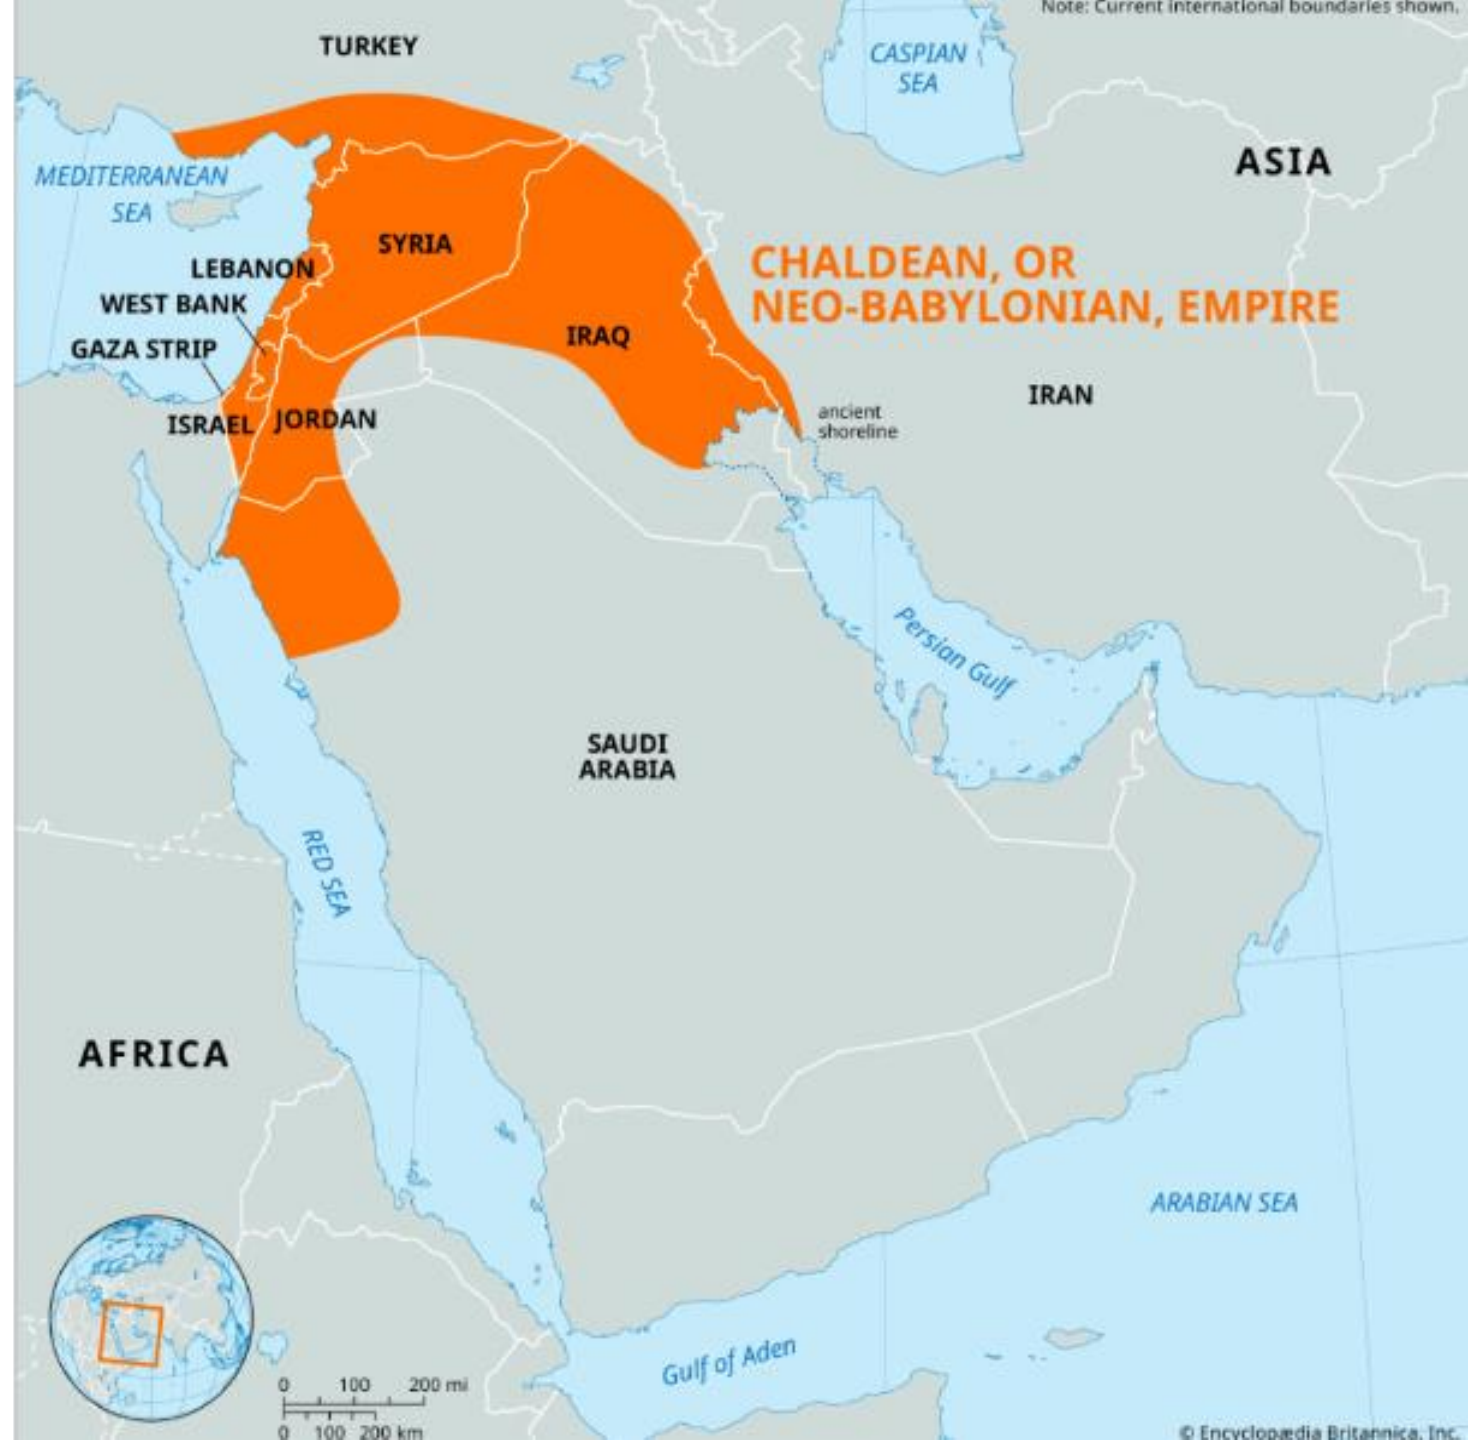 Note: Current international boundaries shown.
TURKEY
CASPIAN
SEA
ASIA
MEDITERRANEAN
SEA
SYRIA
LEBANON
WEST BANK
GAZA STRIP
ISRAEL
JORDAN
IRAQ
CHALDEAN, OR
NEO-BABYLONIAN, EMPIRE
IRAN
ancient
shoreline
Persian Gulf
SAUDI
ARABIA
RED SEA
AFRICA
ARABIAN SEA
Gulf of Aden
0 100 200 mi
0 100 200 km
© Encyclopædia Britannica, Inc.